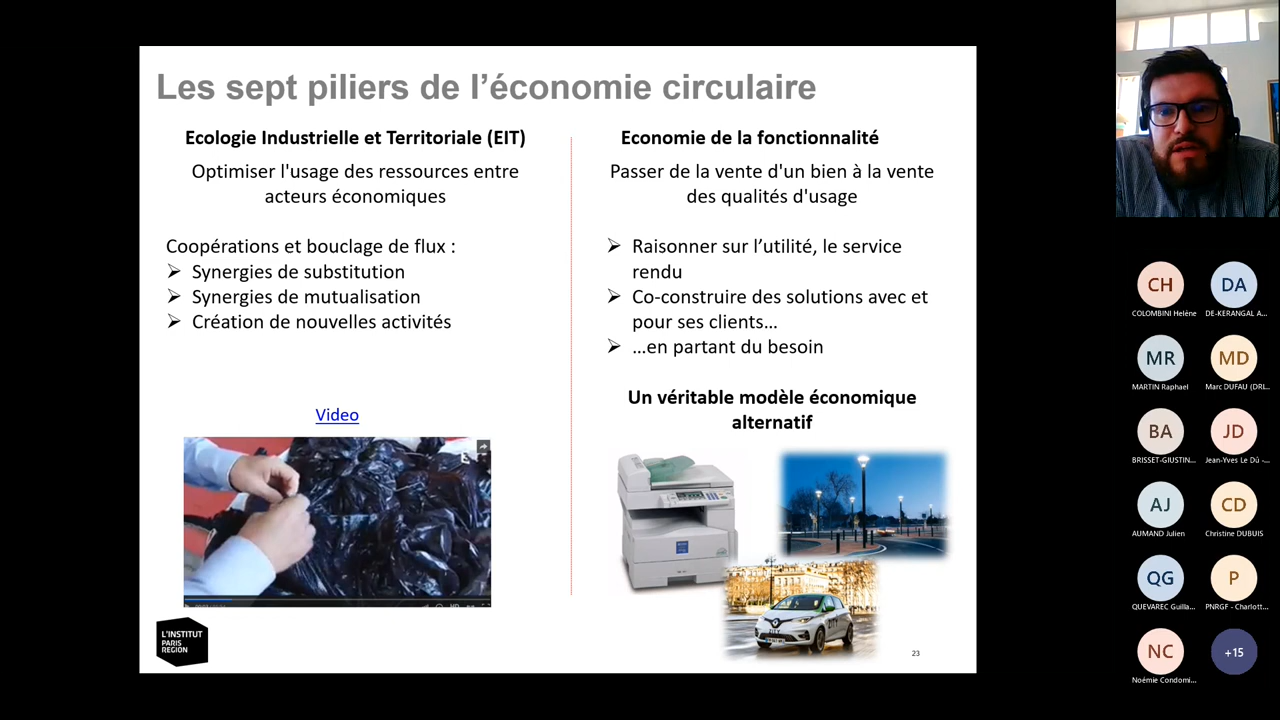 Les sept piliers de l’économie circulaire
Ecologie Industrielle et Territoriale (EIT)
Optimiser l'usage des ressources entre
acteurs économiques
Coopérations et bouclage de flux :
Synergies de substitution
Synergies de mutualisation
Création de nouvelles activités
Video
Economie de la fonctionnalité
Passer de la vente d'un bien à la vente
des qualités d'usage
Raisonner sur l’utilité, le service
rendu
Co-construire des solutions avec et
pour ses clients…
…en partant du besoin
Un véritable modèle économique
alternatif
L'INSTITUT
PARIS
REGION
23
CH
COLOMBINI Heléne
DA
DE-KERANGAL A...
MR
MARTIN Raphael
MD
Marc DUFAU (DRI...
BA
BRISSET-GIUSTIN...
JD
Jean-Yves Le Dû -...
AJ
AUMAND Julien
CD
Christine DUBUIS
QG
QUEVAREC Guilla...
P
PNRGF - Charlott...
NC
Noémie Condomi...
+15